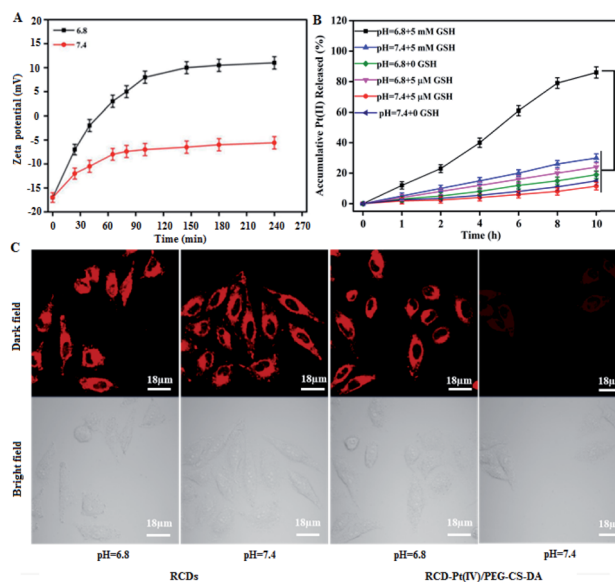 A
6.8
7.4
Zeta potential (mV)
20
15
10
5
0
-5
-10
-15
-20
0 30 60 90 120 150 180 210 240 270
Time (min)
B
pH=6.8+5 mM GSH
pH=7.4+5 mM GSH
pH=6.8+0 GSH
pH=6.8+5 μM GSH
pH=7.4+5 μM GSH
pH=7.4+0 GSH
Accumulative Pt(II) Released (%)
120
100
80
60
40
20
0
0 1 2 4 6 8 10
Time (h)
C
Dark field
18μm 18μm 18μm 18μm
Bright field
18μm 18μm 18μm 18μm
pH=6.8 pH=7.4 pH=6.8 pH=7.4
RCDs RCD-Pt(IV)/PEG-CS-DA